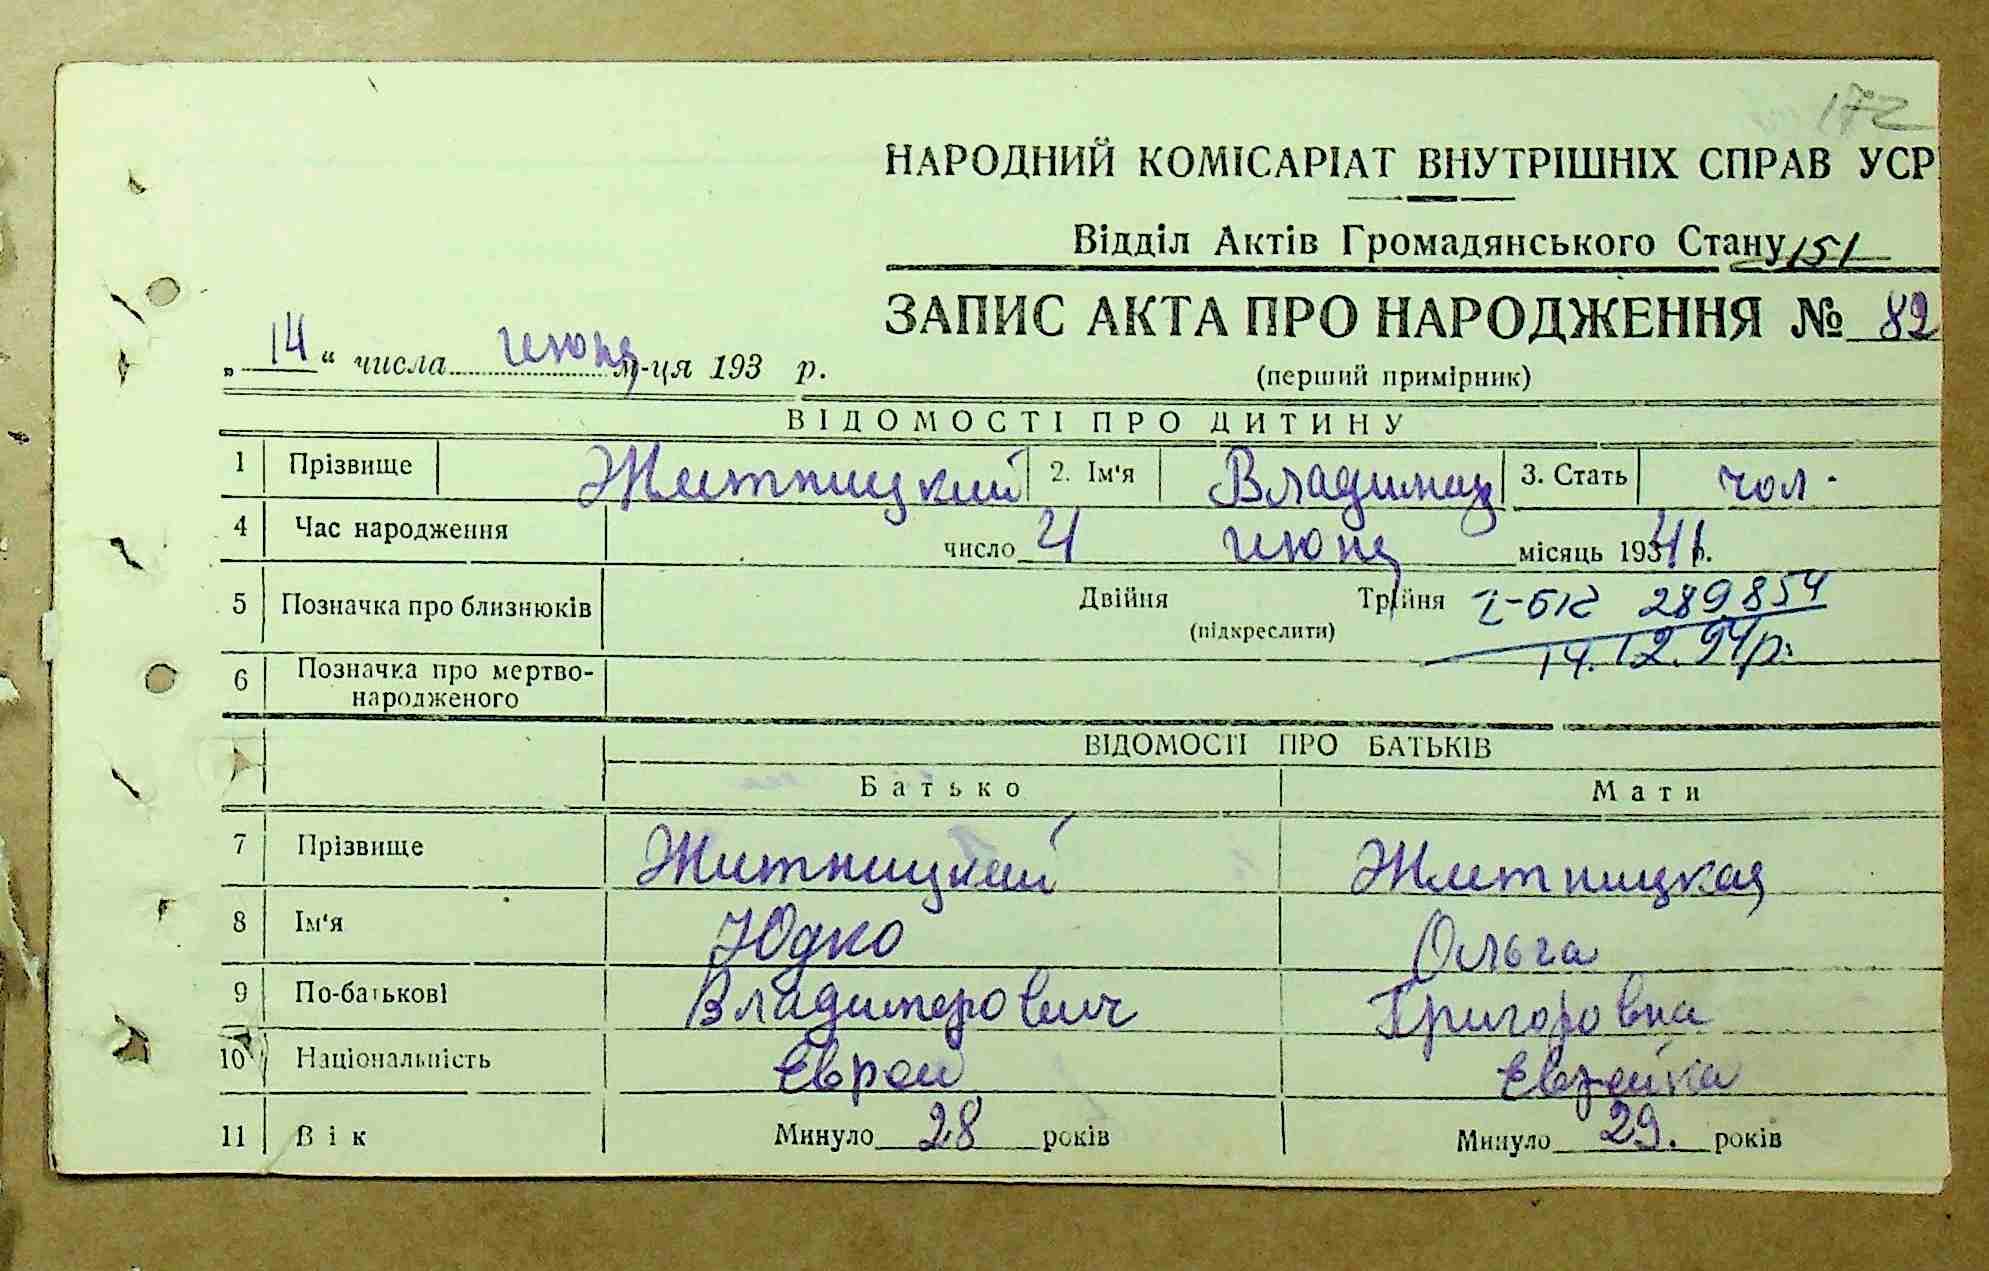 172
НАРОДНИЙ КОМІСАРІАТ ВНУТРІШНІХ СПРАВ УСР
Відділ Актів Громадянського Стану 151
ЗАПИС АКТА ПРО НАРОДЖЕННЯ № 82
„ 14 “ числа июня м-ця 193 р.
(перший примірник)
ВІДОМОСТІ ПРО ДИТИНУ
1 Прізвище Житницкий 2. Ім'я Владимир 3. Стать чол.
4 Час народження число 4 июня місяць 1941 р.
5 Позначка про близнюків Двійня Трійня І-БК 289854
(підкреслити) 14.12.94р.
6 Позначка про мертво-
народженого
ВІДОМОСТІ ПРО БАТЬКІВ
Батько Мати
7 Прізвище Житницкий Житницкая
8 Ім'я Юдко Ольга
9 По-батькові Владимерович Григоровна
10 Національність Еврей Еврейка
11 Вік Минуло 28 років Минуло 29. років